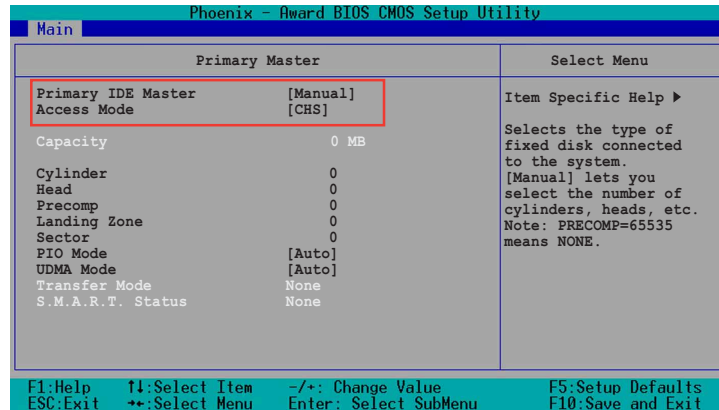 Phoenix - Award BIOS CMOS Setup Utility
Main
Primary Master
Select Menu
Primary IDE Master [Manual]
Access Mode [CHS]
Capacity 0 MB
Cylinder 0
Head 0
Precomp 0
Landing Zone 0
Sector 0
PIO Mode [Auto]
UDMA Mode [Auto]
Transfer Mode None
S.M.A.R.T. Status None
Item Specific Help ▶
Selects the type of
fixed disk connected
to the system.
[Manual] lets you
select the number of
cylinders, heads, etc.
Note: PRECOMP=65535
means NONE.
F1:Help ↑↓:Select Item -/+: Change Value F5:Setup Defaults
ESC:Exit →←:Select Menu Enter: Select SubMenu F10:Save and Exit